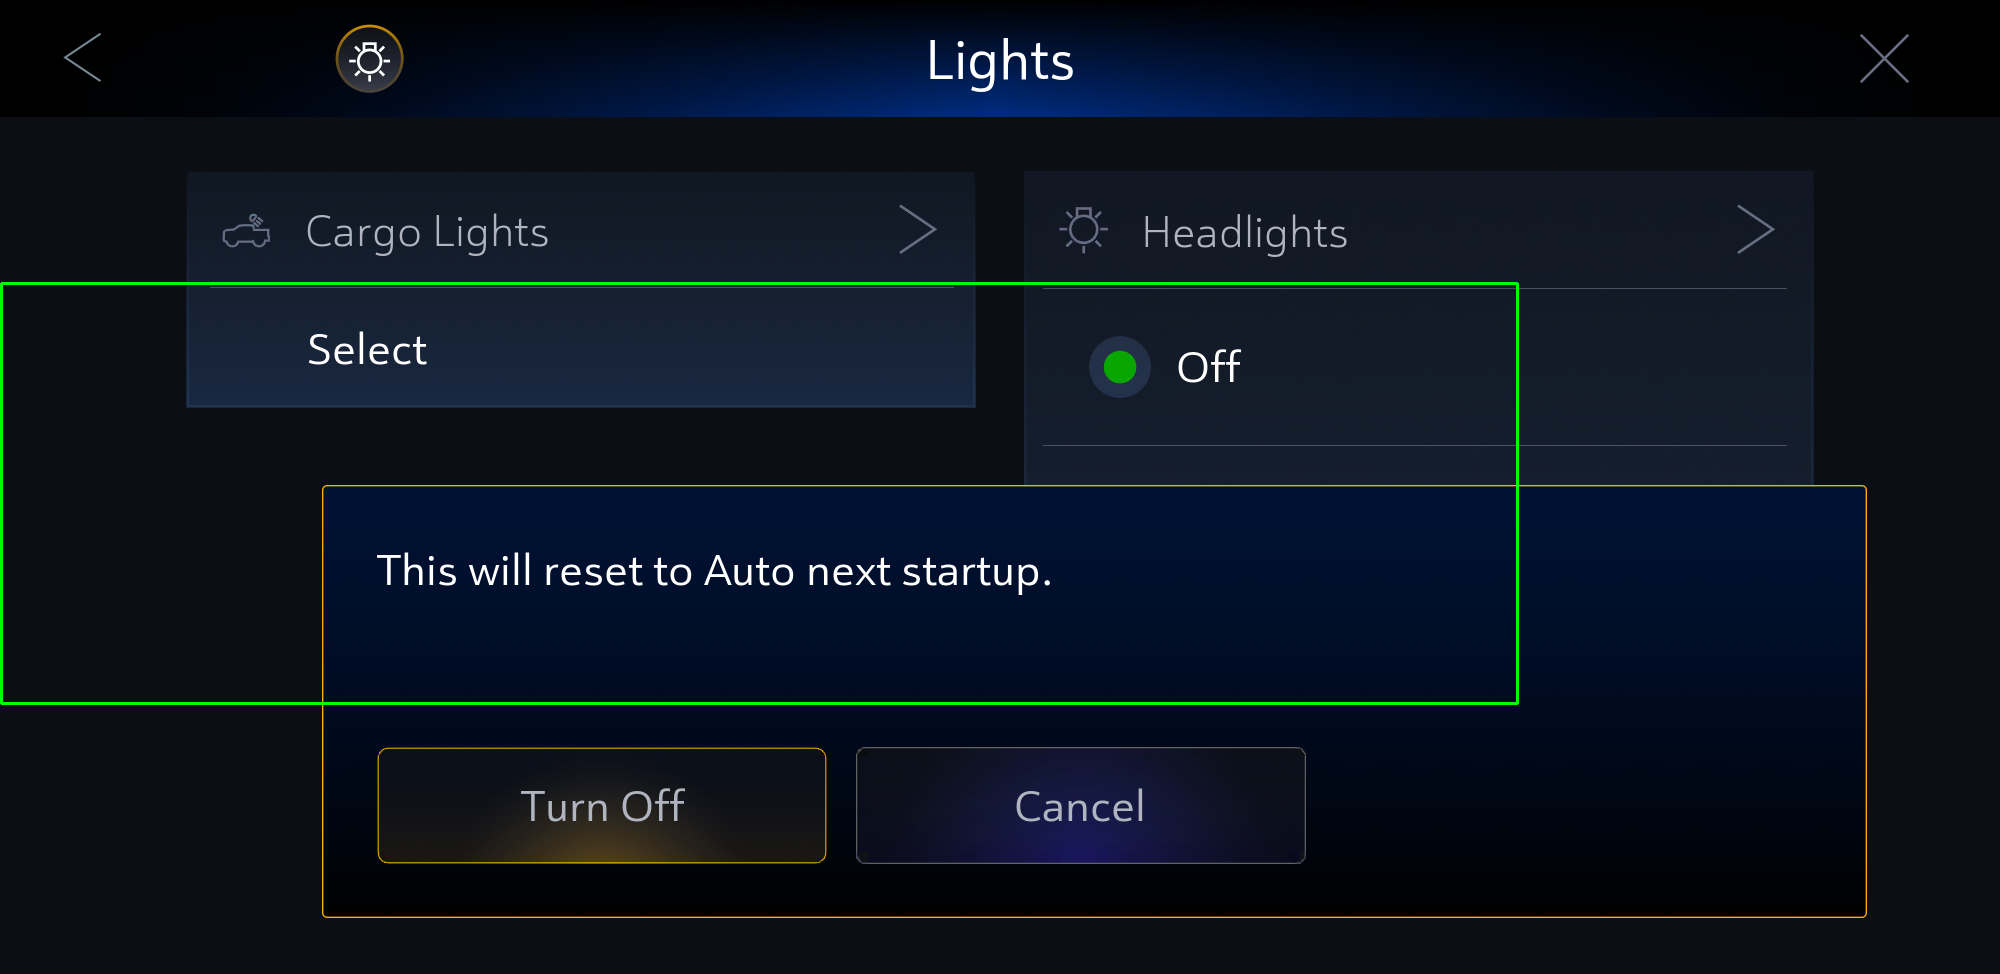 Lights
Cargo Lights
Headlights
Select
Off
This will reset to Auto next startup.
Turn Off
Cancel